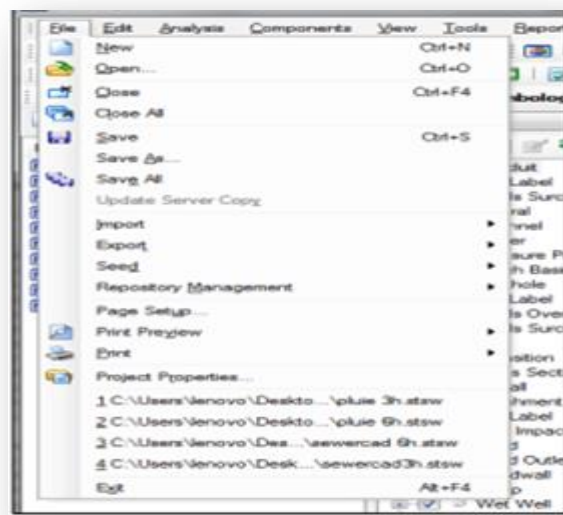 File Edit Analysis Components View Tools Report
New Ctrl+N
Open... Ctrl+O
Close Ctrl+F4
Close All
Save Ctrl+S
Save As...
Save All
Update Server Copy
Import
Export
Seed
Repository Management
Page Setup...
Print Preview
Print
Project Properties...
1 C:\Users\lenovo\Deskto...\pluie 3h.stsw
2 C:\Users\lenovo\Deskto...\pluie 6h.stsw
3 C:\Users\lenovo\Des...\sewercad 6h.stsw
4 C:\Users\lenovo\Desk...\sewercad3h.stsw
Exit Alt+F4
Label
Label
Label
Wet Well